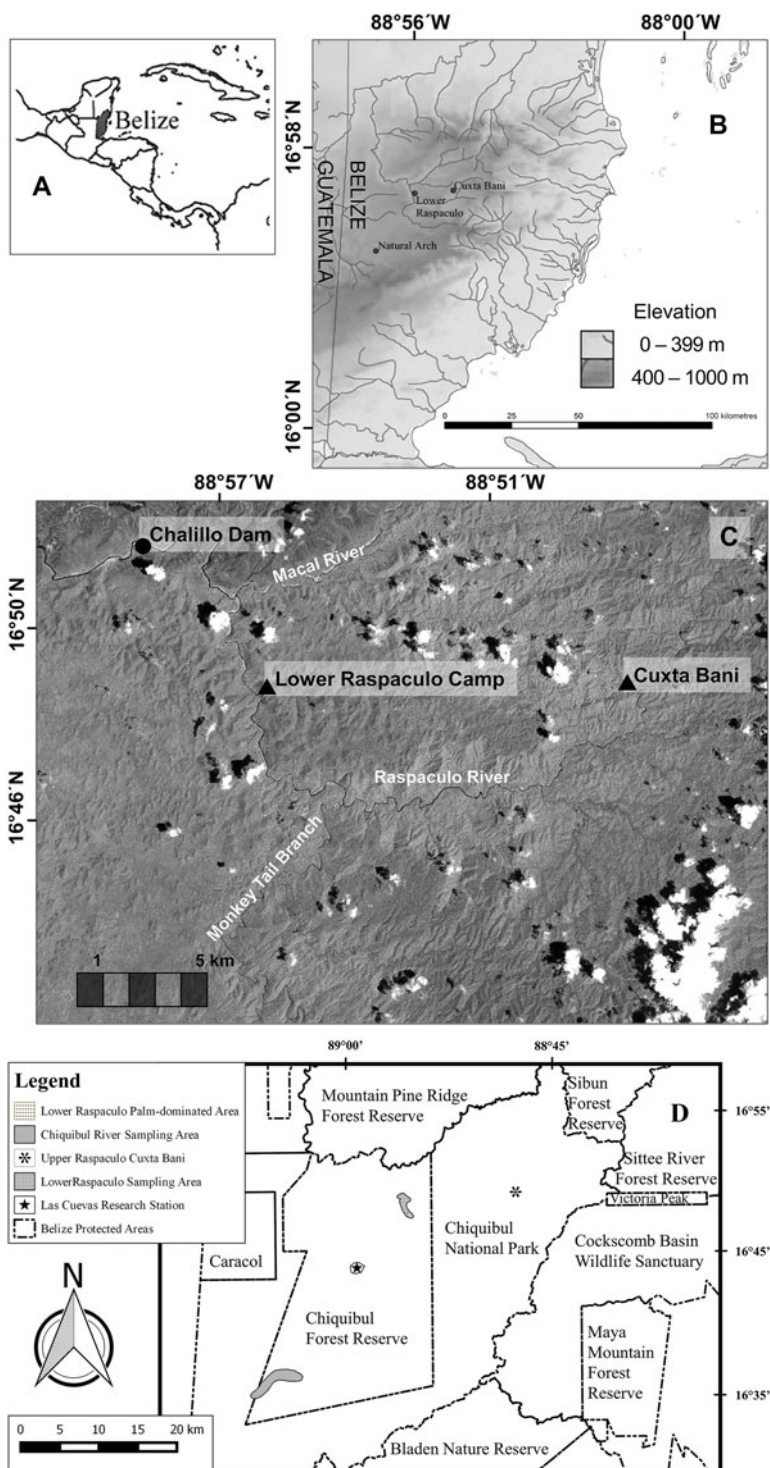 Belize
A
88°56´W
88°00´W
16°58´N
16°00´N
B
GUATEMALA
BELIZE
Cuxta Bani
Lower
Raspaculo
Natural Arch
Elevation
0 – 399 m
400 – 1000 m
0 25 50 100 kilometres
88°57´W
88°51´W
16°50´N
16°46´N
C
Chalillo Dam
Macal River
Lower Raspaculo Camp
Cuxta Bani
Raspaculo River
Monkey Tail Branch
1 5 km
89°00'
88°45'
16°55'
16°45'
16°35'
D
Legend
Lower Raspaculo Palm-dominated Area
Chiquibul River Sampling Area
Upper Raspaculo Cuxta Bani
LowerRaspaculo Sampling Area
Las Cuevas Research Station
Belize Protected Areas
N
0 5 10 15 20 km
Mountain Pine Ridge
Forest Reserve
Sibun
Forest
Reserve
Sittee River
Forest Reserve
Victoria Peak
Chiquibul
National Park
Cockscomb Basin
Wildlife Sanctuary
Caracol
Chiquibul
Forest Reserve
Maya
Mountain
Forest
Reserve
Bladen Nature Reserve